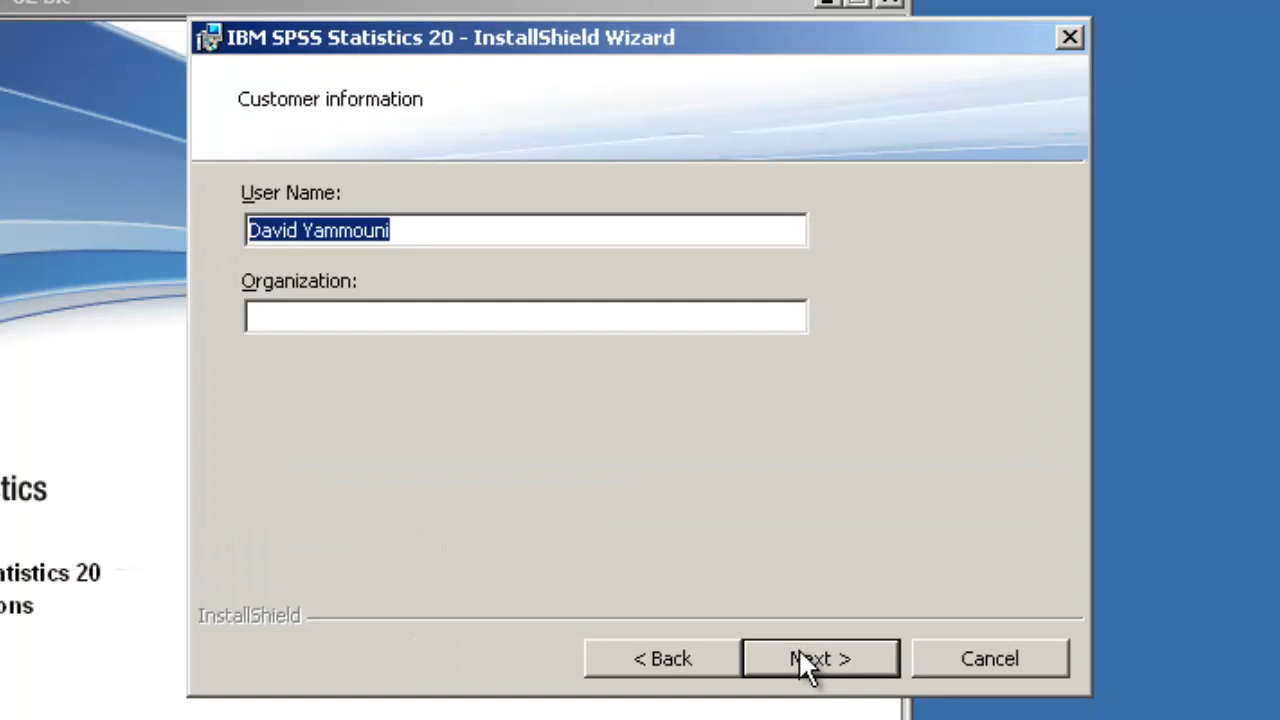 IBM SPSS Statistics 20 - InstallShield Wizard
Customer information
User Name:
David Yammouni
Organization:
tics
atistics 20
ons
InstallShield
< Back
Next >
Cancel